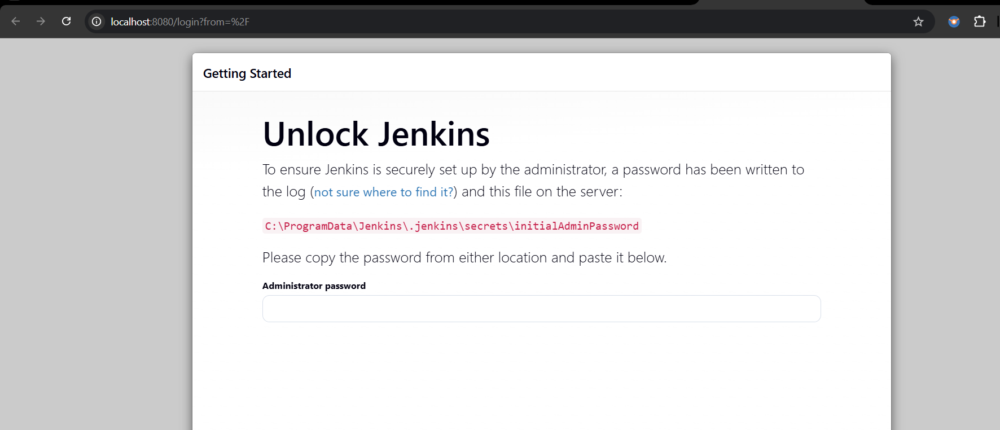 localhost:8080/login?from=%2F
Getting Started
Unlock Jenkins
To ensure Jenkins is securely set up by the administrator, a password has been written to
the log (not sure where to find it?) and this file on the server:
C:\ProgramData\Jenkins\.jenkins\secrets\initialAdminPassword
Please copy the password from either location and paste it below.
Administrator password